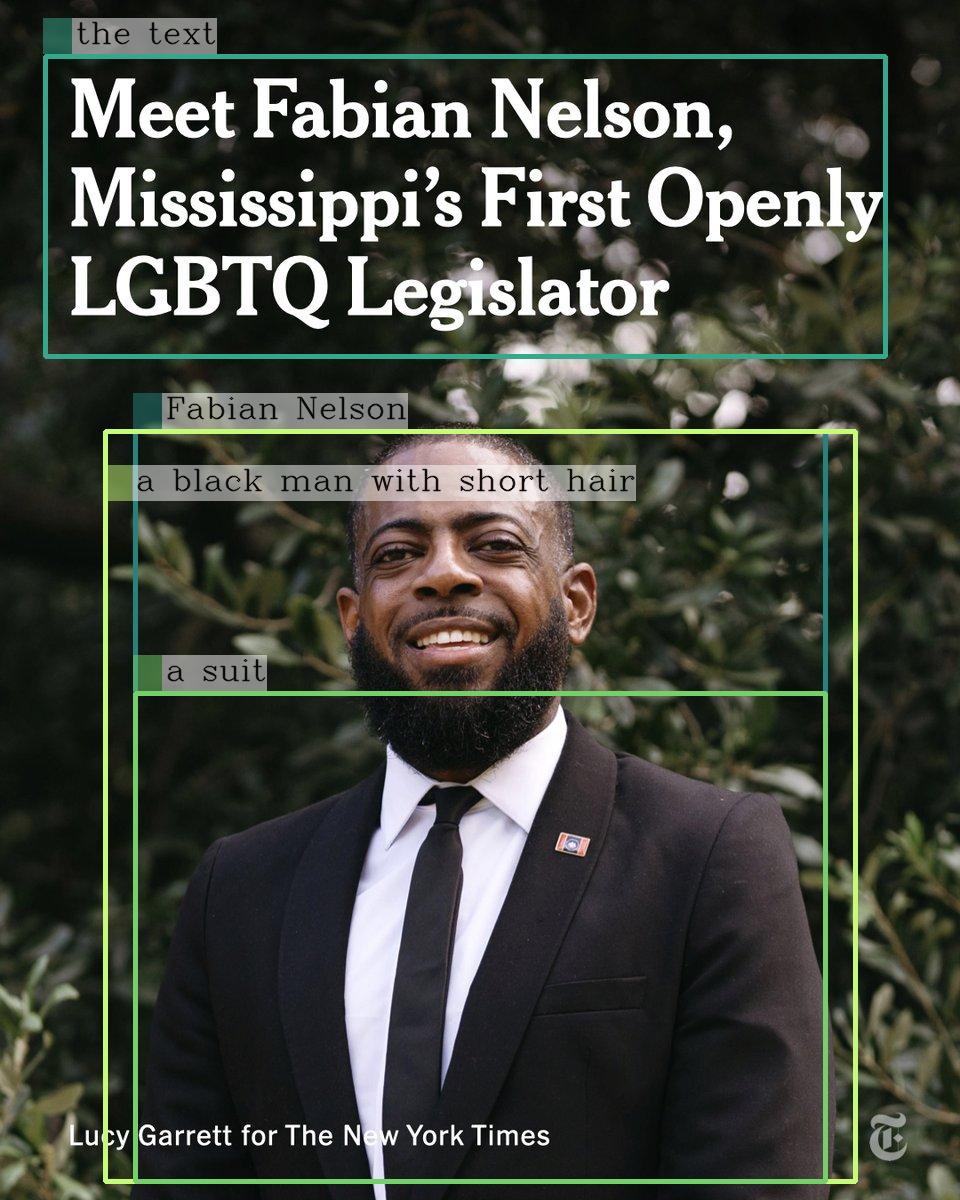 the text
Meet Fabian Nelson,
Mississippi's First Openly
LGBTQ Legislator
Fabian Nelson
a black man with short hair
a suit
Lucy Garrett for The New York Times
T